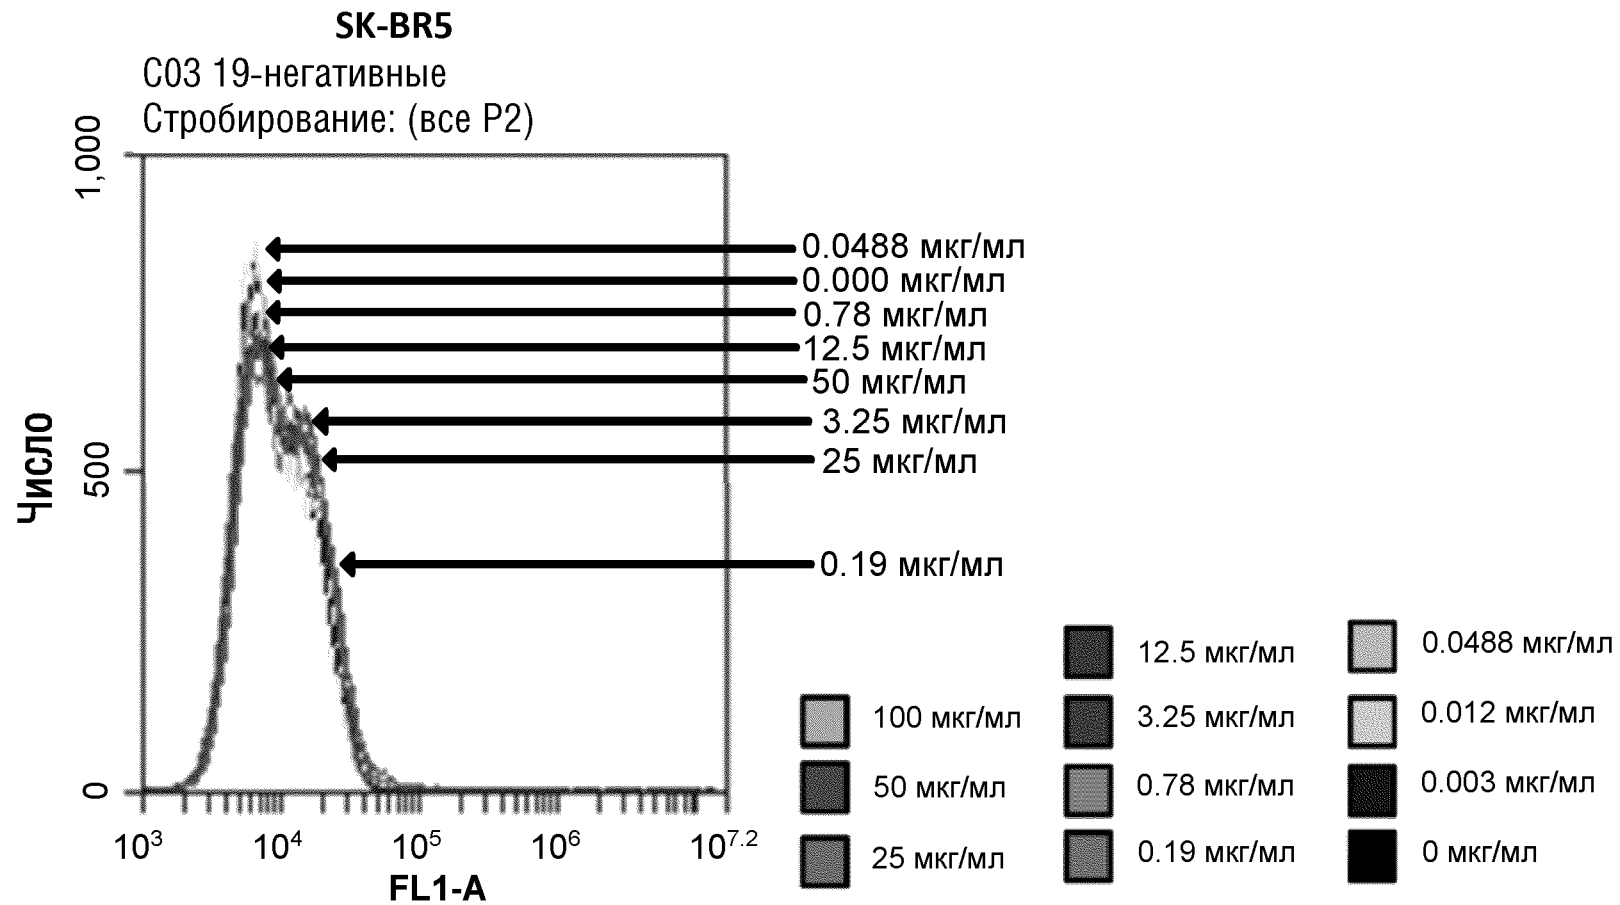 SK-BR5
C03 19-негативные
Стробирование: (все P2)
1,000
500
0
Число
0.0488 мкг/мл
0.000 мкг/мл
0.78 мкг/мл
12.5 мкг/мл
50 мкг/мл
3.25 мкг/мл
25 мкг/мл
0.19 мкг/мл
10³ 10⁴ 10⁵ 10⁶ 10⁷·²
FL1-A
100 мкг/мл
50 мкг/мл
25 мкг/мл
12.5 мкг/мл
3.25 мкг/мл
0.78 мкг/мл
0.19 мкг/мл
0.0488 мкг/мл
0.012 мкг/мл
0.003 мкг/мл
0 мкг/мл